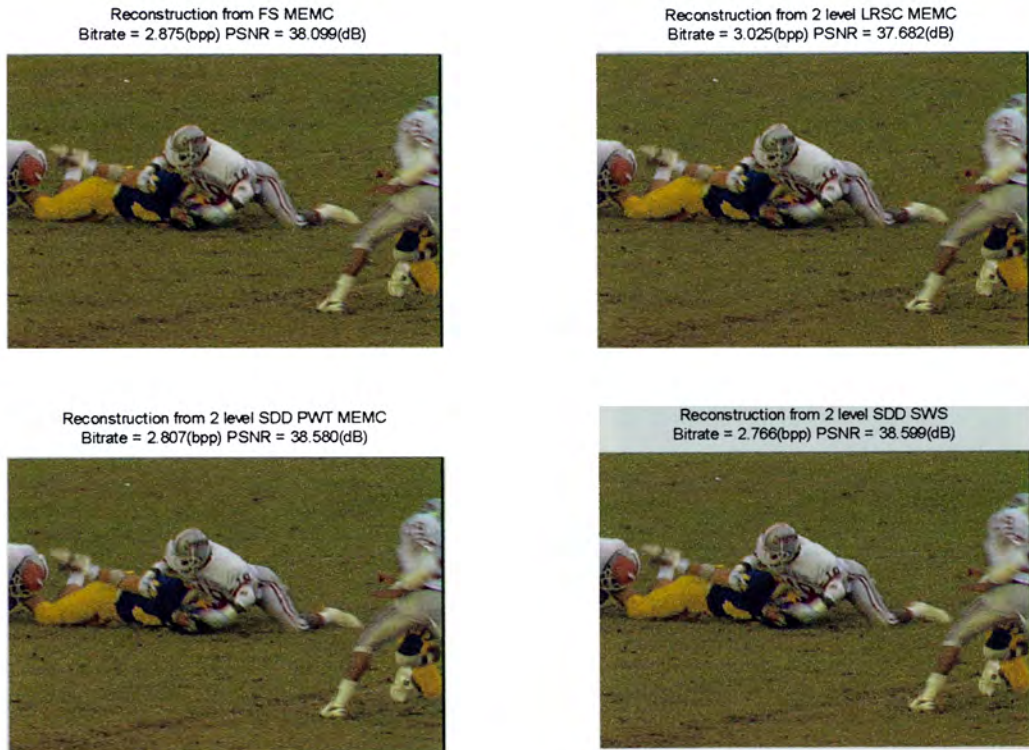 Reconstruction from FS MEMC
Bitrate = 2.875(bpp) PSNR = 38.099(dB)
Reconstruction from 2 level LRSC MEMC
Bitrate = 3.025(bpp) PSNR = 37.682(dB)
Reconstruction from 2 level SDD PWT MEMC
Bitrate = 2.807(bpp) PSNR = 38.580(dB)
Reconstruction from 2 level SDD SWS
Bitrate = 2.766(bpp) PSNR = 38.599(dB)